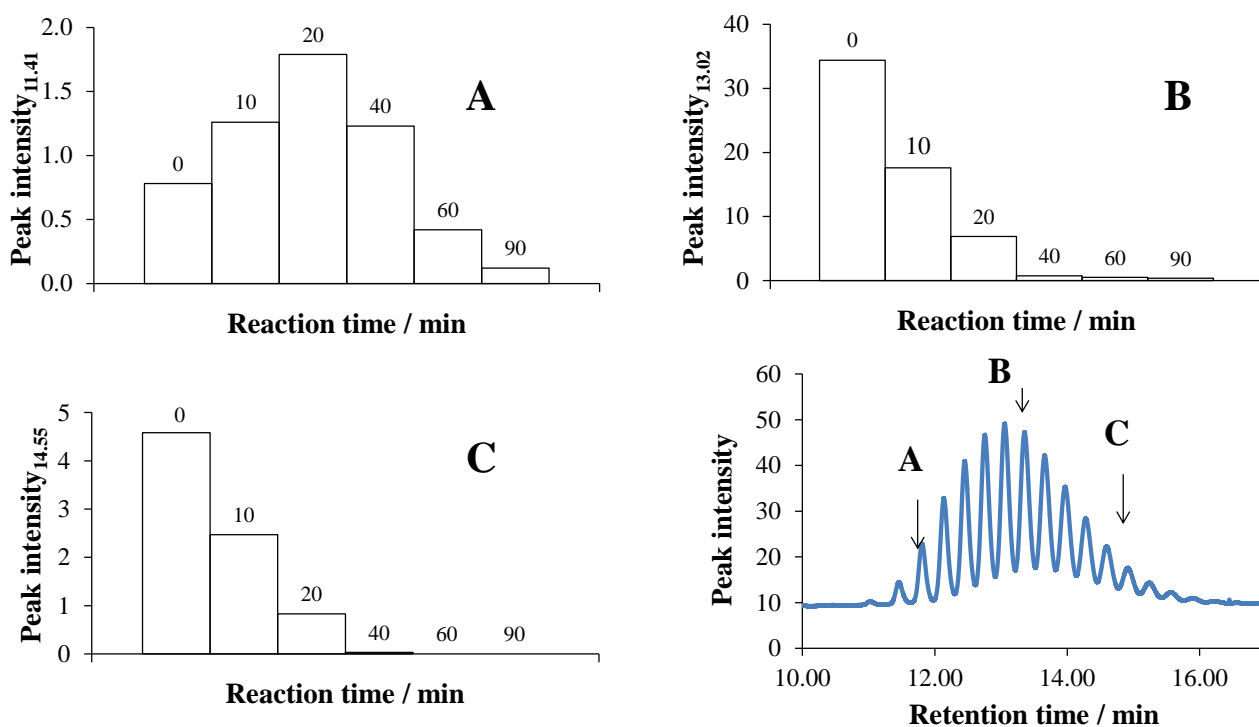 Peak intensity11.41
2.0
1.5
1.0
0.5
0.0
0
10
20
40
60
90
A
Reaction time / min
Peak intensity13.02
40
30
20
10
0
0
10
20
40
60
90
B
Reaction time / min
Peak intensity14.55
5
4
3
2
1
0
0
10
20
40
60
90
C
Reaction time / min
Peak intensity
60
50
40
30
20
10
0
A
B
C
10.00 12.00 14.00 16.00
Retention time / min